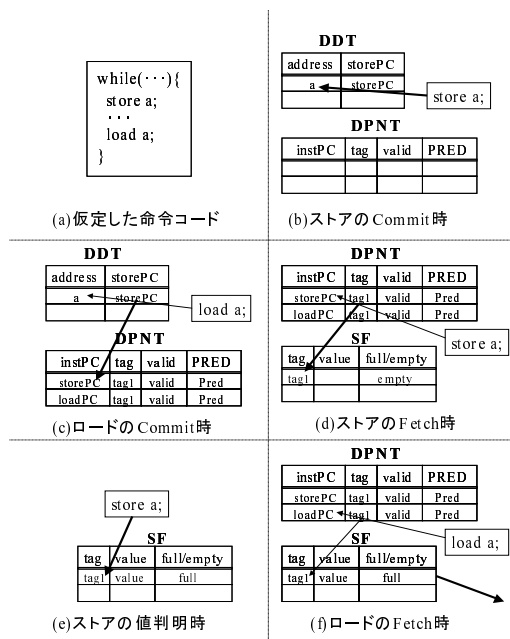 while(···){
store a;
···
load a;
}
(a)仮定した命令コード
DDT
address storePC
a storePC
store a;
DPNT
instPC tag valid PRED
(b)ストアのCommit時
DDT
address storePC
a storePC
load a;
DPNT
instPC tag valid PRED
storePC tag1 valid Pred
loadPC tag1 valid Pred
(c)ロードのCommit時
DPNT
instPC tag valid PRED
storePC tag1 valid Pred
loadPC tag1 valid Pred
store a;
SF
tag value full/empty
tag1 empty
(d)ストアのFetch時
store a;
SF
tag value full/empty
tag1 value full
(e)ストアの値判明時
DPNT
instPC tag valid PRED
storePC tag1 valid Pred
loadPC tag1 valid Pred
load a;
SF
tag value full/empty
tag1 value full
(f)ロードのFetch時